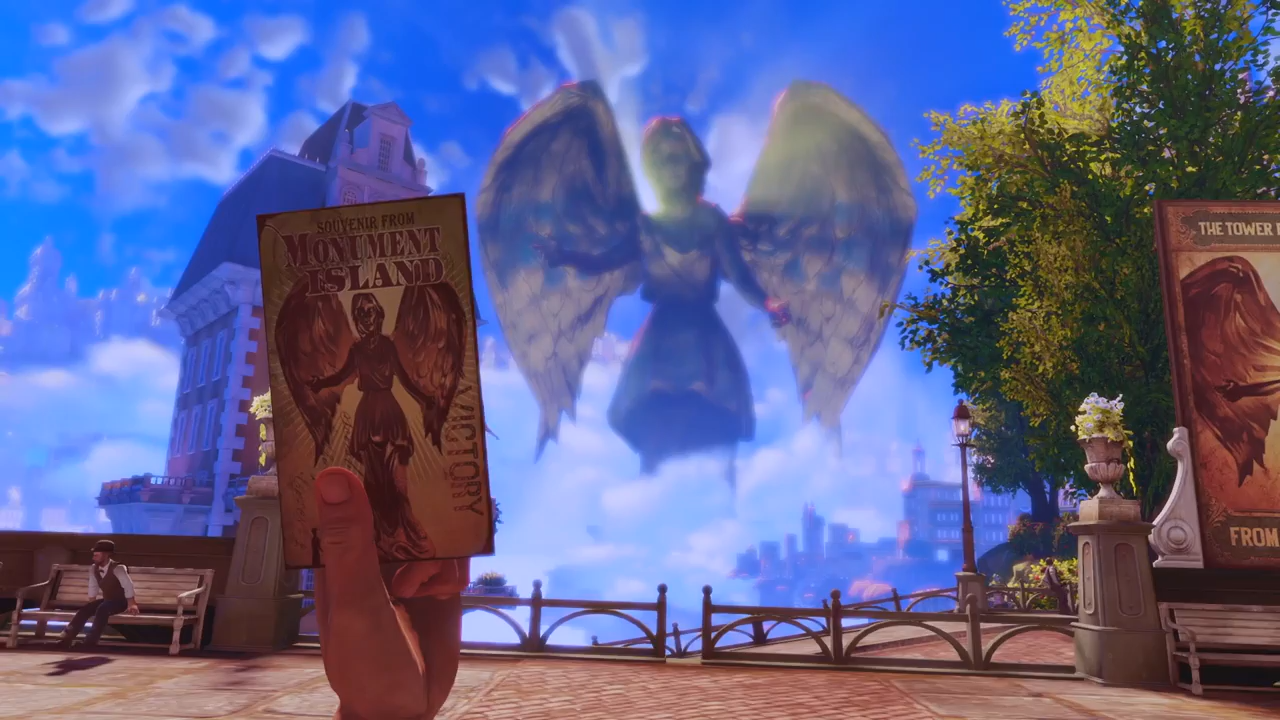 SOUVENIR FROM
MONUMENT
ISLAND
VICTORY
THE TOWER
FROM